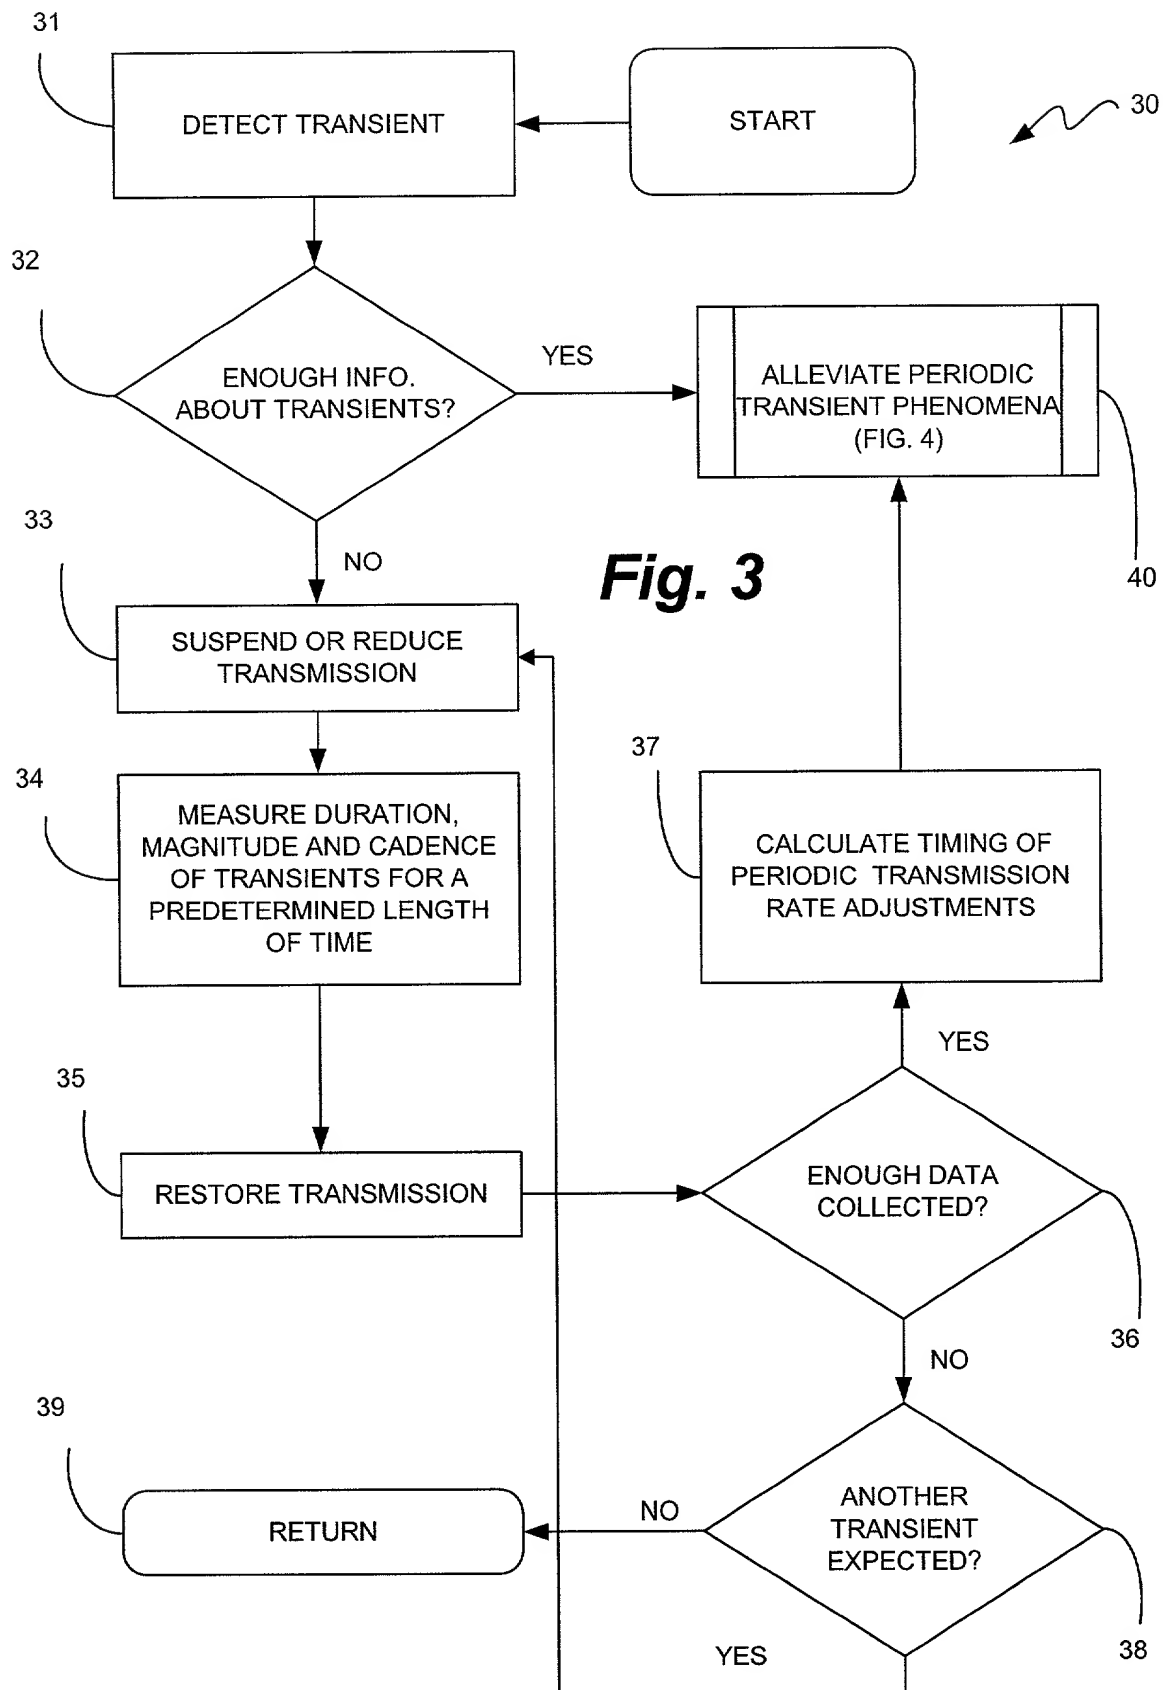 31
DETECT TRANSIENT
START
30
32
ENOUGH INFO.
ABOUT TRANSIENTS?
YES
ALLEVIATE PERIODIC
TRANSIENT PHENOMENA
(FIG. 4)
40
33
NO
Fig. 3
SUSPEND OR REDUCE
TRANSMISSION
34
MEASURE DURATION,
MAGNITUDE AND CADENCE
OF TRANSIENTS FOR A
PREDETERMINED LENGTH
OF TIME
37
CALCULATE TIMING OF
PERIODIC TRANSMISSION
RATE ADJUSTMENTS
YES
35
RESTORE TRANSMISSION
ENOUGH DATA
COLLECTED?
36
NO
39
RETURN
NO
ANOTHER
TRANSIENT
EXPECTED?
38
YES